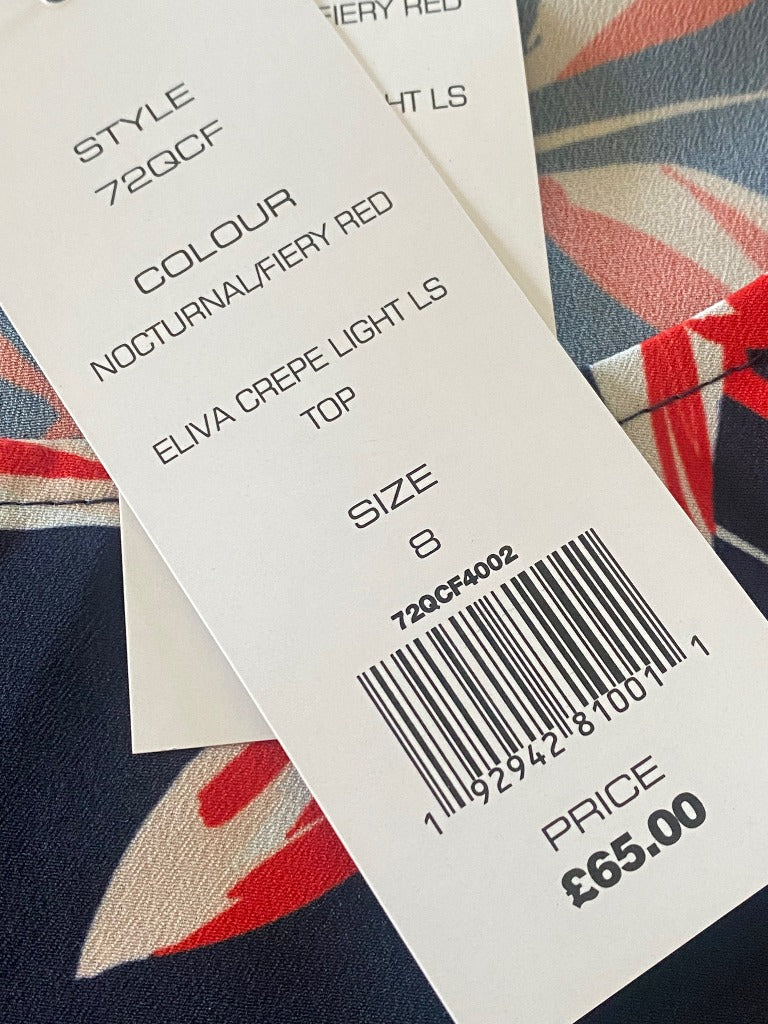 STYLE
72QCF
COLOUR
NOCTURNAL/FIERY RED
ELIVA CREPE LIGHT LS
TOP
SIZE
8
72QCF4002
1 92942 81001 1
PRICE
£65.00
FIERY RED
HT LS